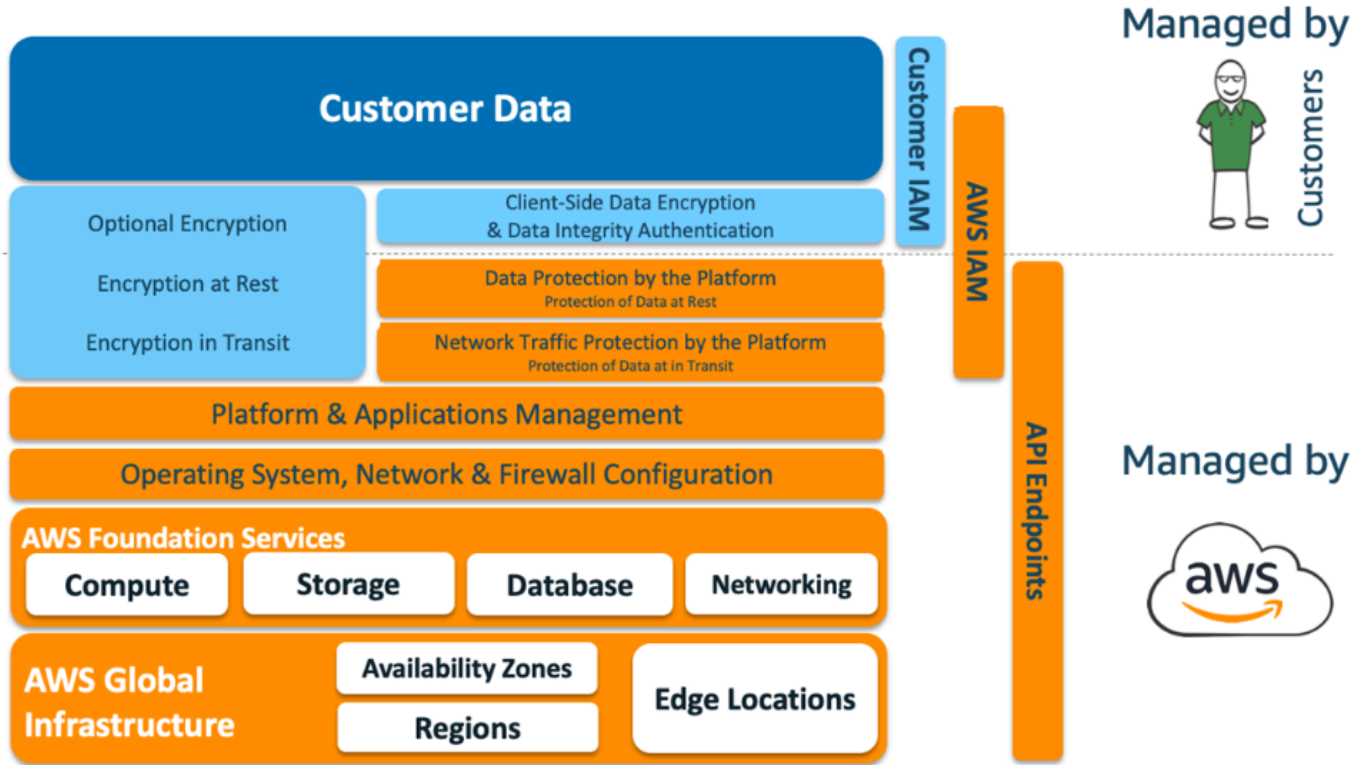 Managed by
Customers
Customer Data
Customer IAM
AWS IAM
Optional Encryption
Encryption at Rest
Encryption in Transit
Client-Side Data Encryption
& Data Integrity Authentication
Data Protection by the Platform
Protection of Data at Rest
Network Traffic Protection by the Platform
Protection of Data at in Transit
Platform & Applications Management
Operating System, Network & Firewall Configuration
API Endpoints
Managed by
aws
AWS Foundation Services
Compute
Storage
Database
Networking
AWS Global
Infrastructure
Availability Zones
Regions
Edge Locations